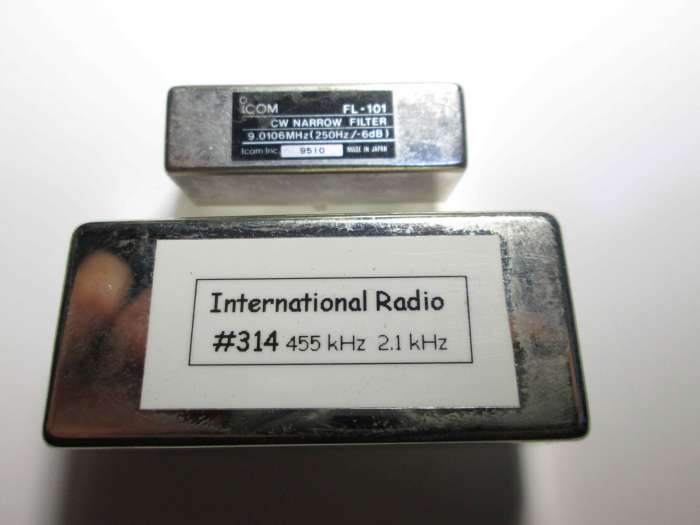 ICOM FL-101
CW NARROW FILTER
9.0106MHz(250Hz/-6dB)
Icom Inc. 9510 MADE IN JAPAN
International Radio
#314 455 kHz 2.1 kHz